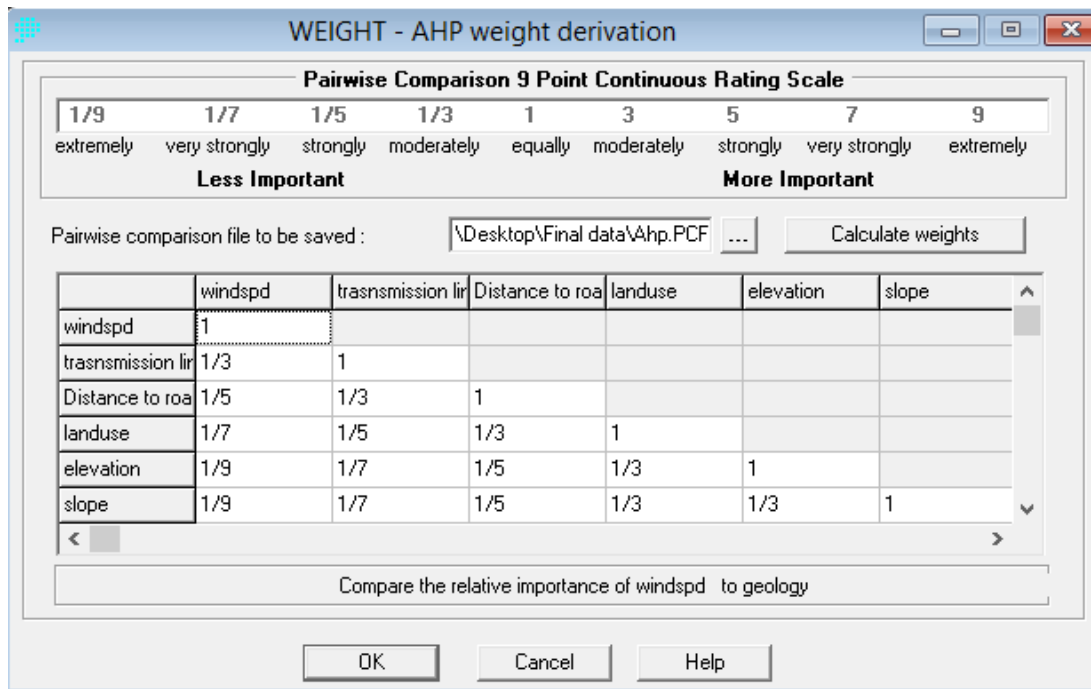 WEIGHT - AHP weight derivation
Pairwise Comparison 9 Point Continuous Rating Scale
1/9 1/7 1/5 1/3 1 3 5 7 9
extremely very strongly strongly moderately equally moderately strongly very strongly extremely
Less Important More Important
Pairwise comparison file to be saved : \Desktop\Final data\Ahp.PCF ... Calculate weights
windspd trasnsmission lir Distance to roa landuse elevation slope
windspd 1
trasnsmission lir 1/3 1
Distance to roa 1/5 1/3 1
landuse 1/7 1/5 1/3 1
elevation 1/9 1/7 1/5 1/3 1
slope 1/9 1/7 1/5 1/3 1/3 1
Compare the relative importance of windspd to geology
OK Cancel Help